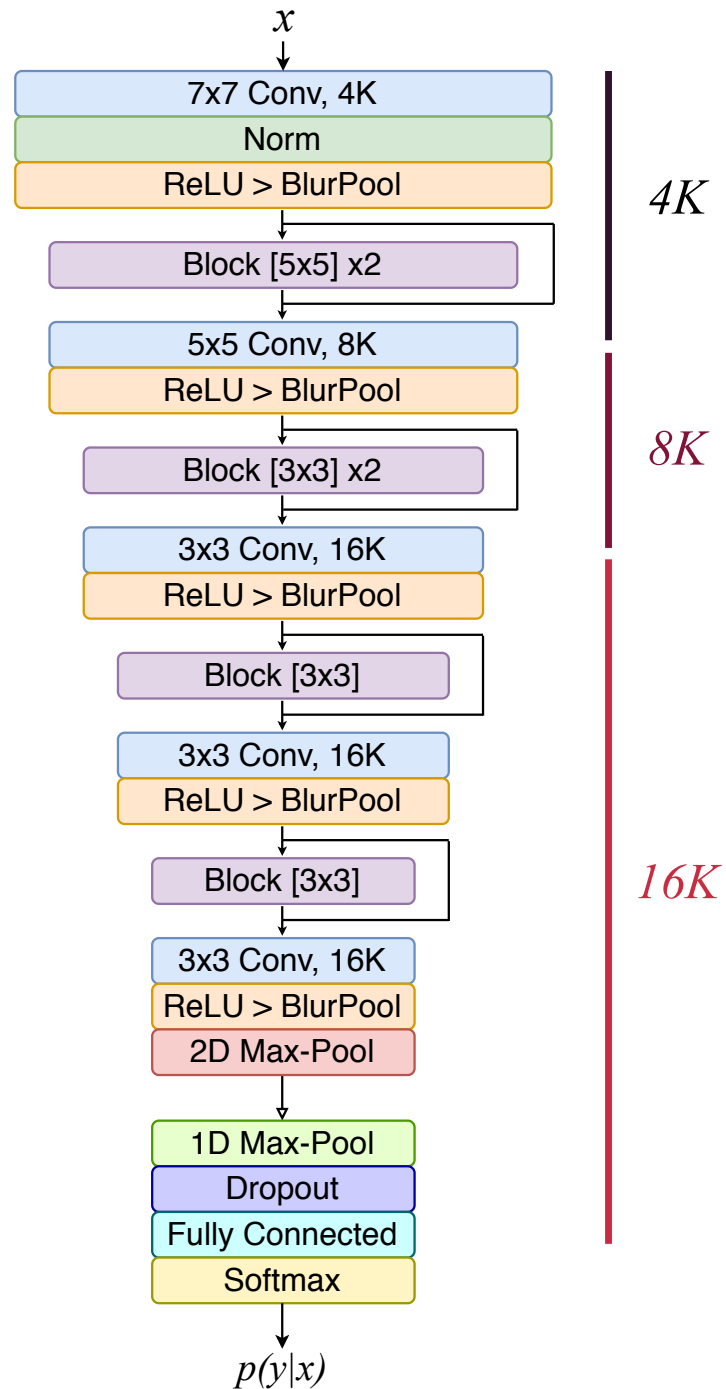 x
7x7 Conv, 4K
Norm
ReLU > BlurPool
4K
Block [5x5] x2
5x5 Conv, 8K
ReLU > BlurPool
8K
Block [3x3] x2
3x3 Conv, 16K
ReLU > BlurPool
Block [3x3]
3x3 Conv, 16K
ReLU > BlurPool
Block [3x3]
16K
3x3 Conv, 16K
ReLU > BlurPool
2D Max-Pool
1D Max-Pool
Dropout
Fully Connected
Softmax
p(y|x)